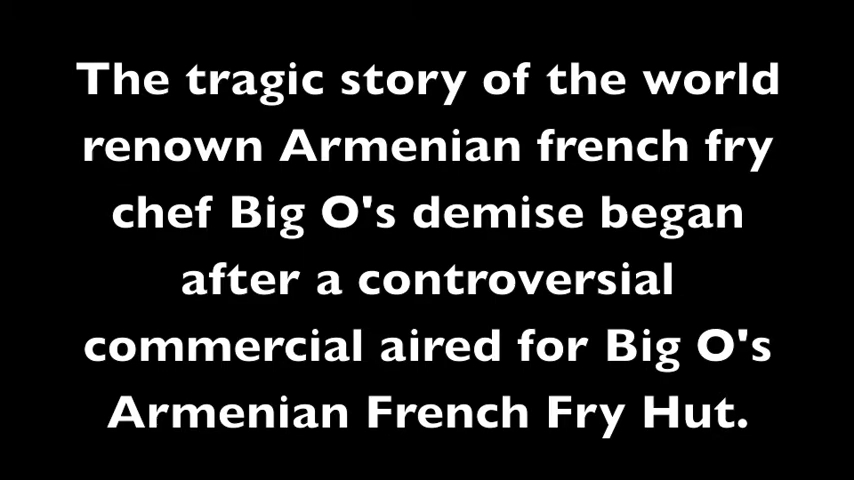 The tragic story of the world
renown Armenian french fry
chef Big O's demise began
after a controversial
commercial aired for Big O's
Armenian French Fry Hut.